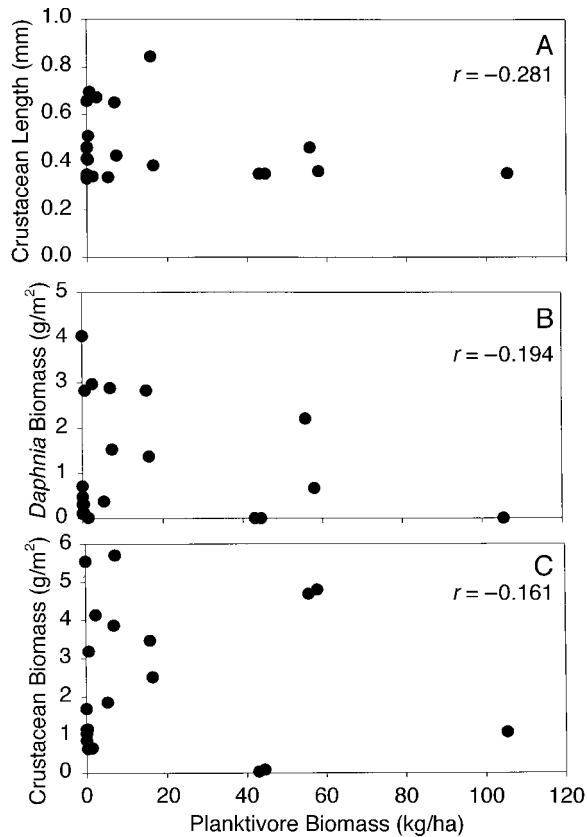 A
r = −0.281
Crustacean Length (mm)
1.0
0.8
0.6
0.4
0.2
0.0
B
r = −0.194
Daphnia Biomass (g/m²)
5
4
3
2
1
0
C
r = −0.161
Crustacean Biomass (g/m²)
6
5
4
3
2
1
0
0 20 40 60 80 100 120
Planktivore Biomass (kg/ha)